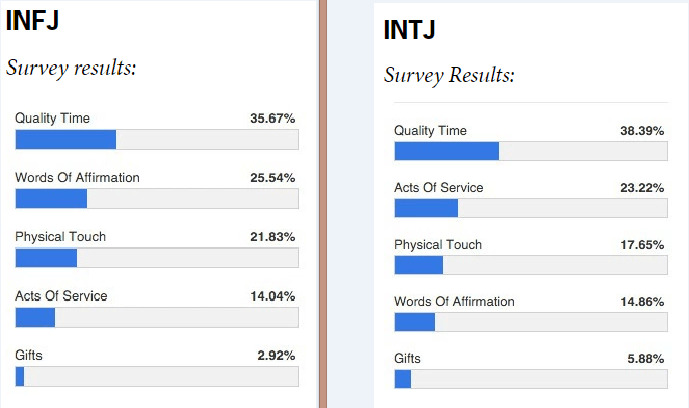 INFJ
Survey results:
Quality Time 35.67%
Words Of Affirmation 25.54%
Physical Touch 21.83%
Acts Of Service 14.04%
Gifts 2.92%
INTJ
Survey Results:
Quality Time 38.39%
Acts Of Service 23.22%
Physical Touch 17.65%
Words Of Affirmation 14.86%
Gifts 5.88%